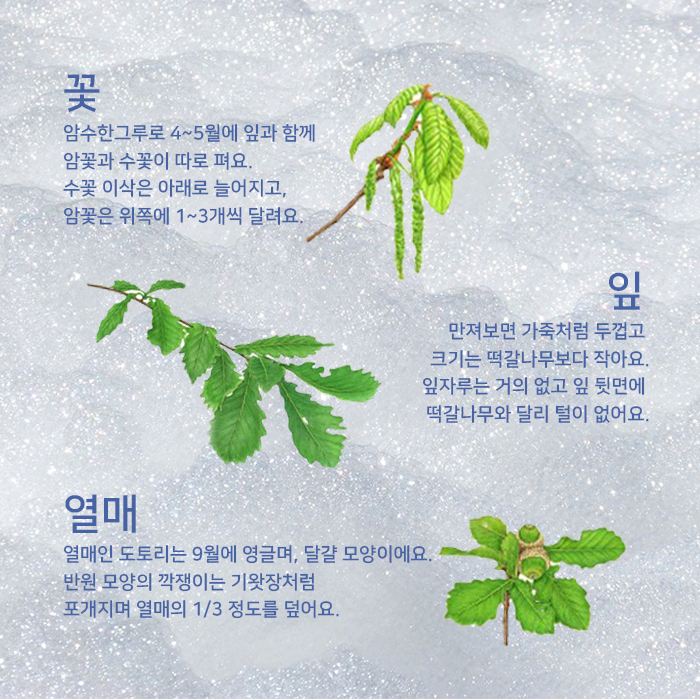 꽃
암수한그루로 4~5월에 잎과 함께
암꽃과 수꽃이 따로 펴요.
수꽃 이삭은 아래로 늘어지고,
암꽃은 위쪽에 1~3개씩 달려요.
잎
만져보면 가죽처럼 두껍고
크기는 떡갈나무보다 작아요.
잎자루는 거의 없고 잎 뒷면에
떡갈나무와 달리 털이 없어요.
열매
열매인 도토리는 9월에 영글며, 달걀 모양이에요.
반원 모양의 깍쟁이는 기왓장처럼
포개지며 열매의 1/3 정도를 덮어요.